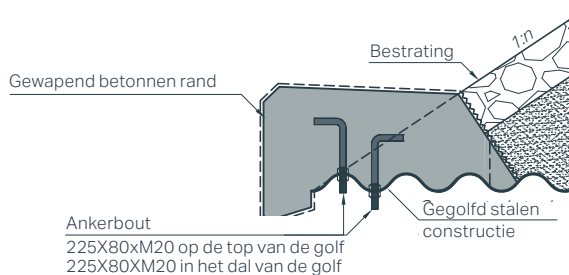 1:n
Bestrating
Gewapend betonnen rand
Ankerbout
225X80xM20 op de top van de golf
225X80XM20 in het dal van de golf
Gegolfd stalen
constructie